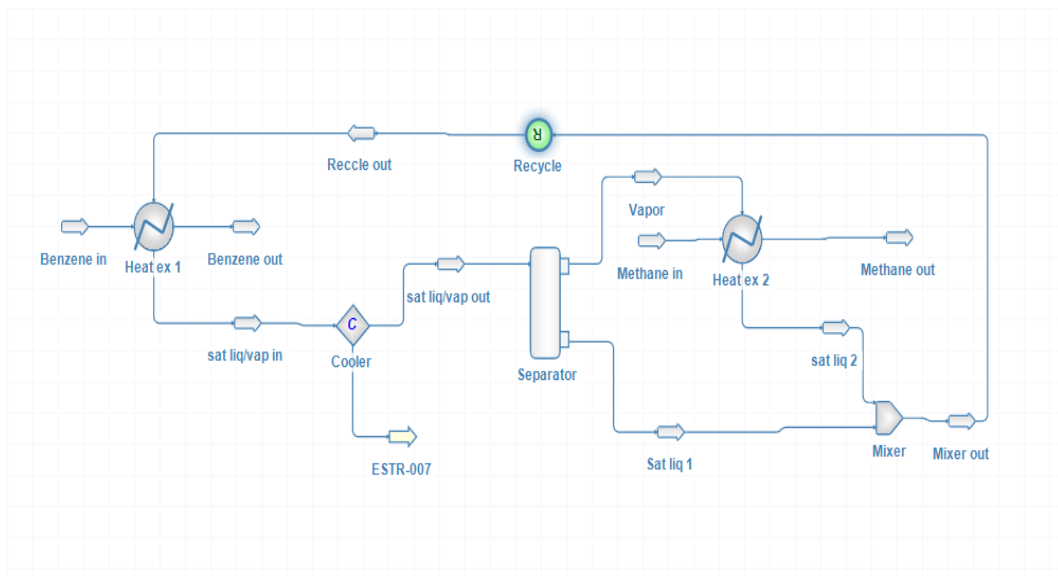 Reccle out
R
Recycle
Vapor
Benzene in
Heat ex 1
Benzene out
Methane in
Heat ex 2
Methane out
sat liq/vap out
sat liq/vap in
C
Cooler
Separator
sat liq 2
Mixer
Mixer out
Sat liq 1
ESTR-007